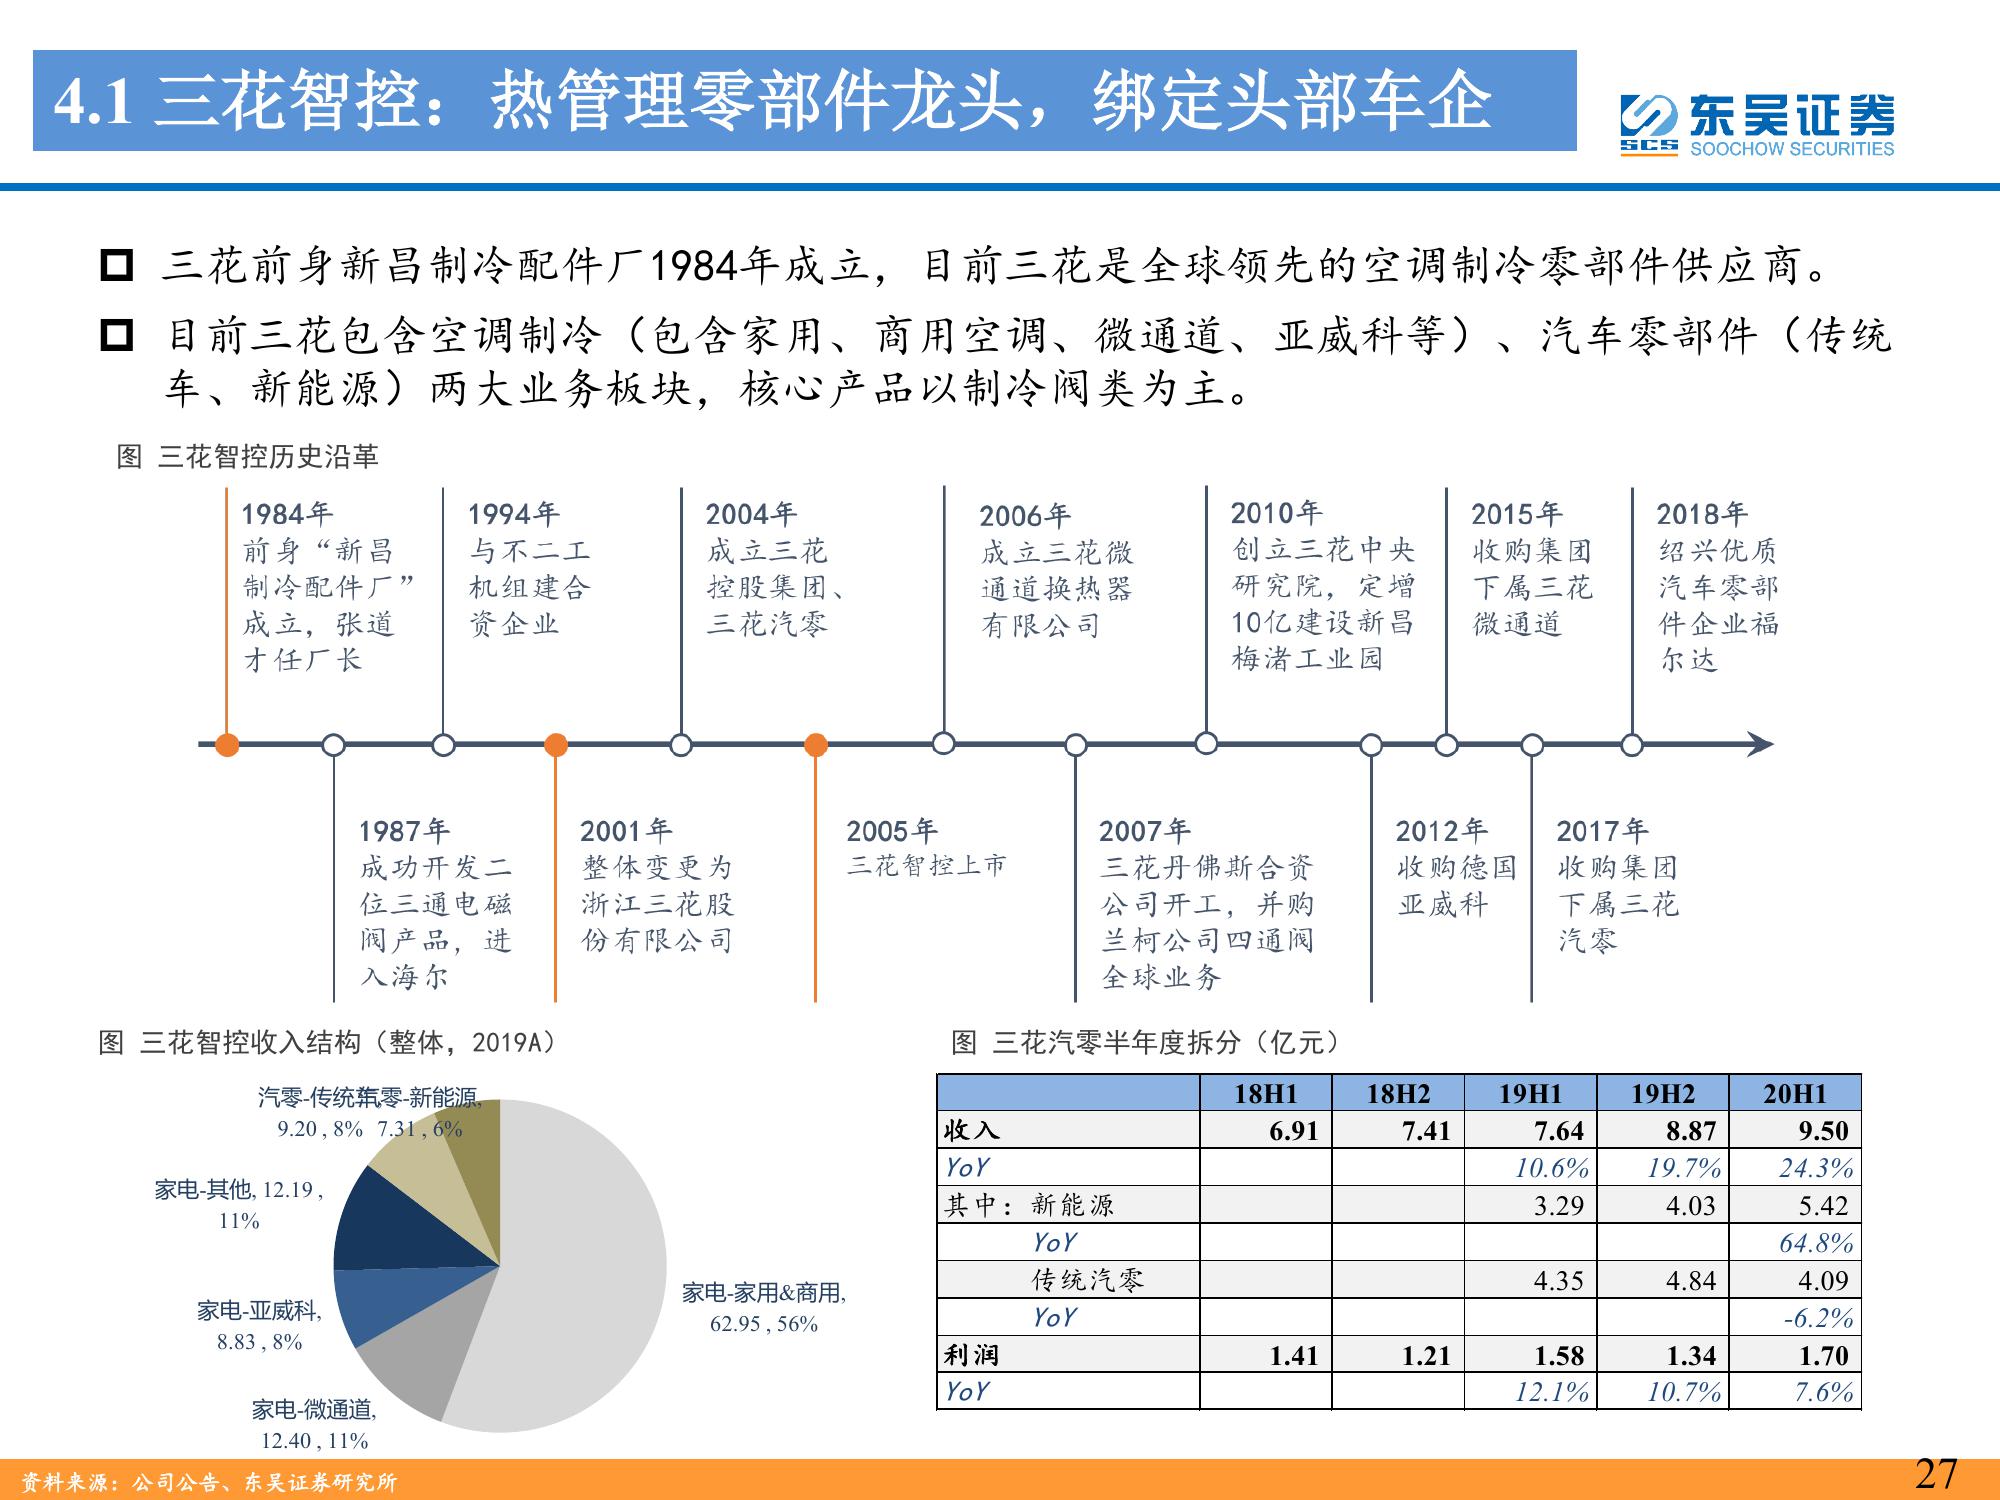 4.1 三花智控：热管理零部件龙头，绑定头部车企
东吴证券
SCS
SOOCHOW SECURITIES
三花前身新昌制冷配件厂1984年成立，目前三花是全球领先的空调制冷零部件供应商。
目前三花包含空调制冷（包含家用、商用空调、微通道、亚威科等）、汽车零部件（传统
车、新能源）两大业务板块，核心产品以制冷阀类为主。
图 三花智控历史沿革
1984年
前身“新昌
制冷配件厂”
成立，张道
才任厂长
1994年
与不二工
机组建合
资企业
2004年
成立三花
控股集团、
三花汽零
2006年
成立三花微
通道换热器
有限公司
2010年
创立三花中央
研究院，定增
10亿建设新昌
梅渚工业园
2015年
收购集团
下属三花
微通道
2018年
绍兴优质
汽车零部
件企业福
尔达
1987年
成功开发二
位三通电磁
阀产品，进
入海尔
2001年
整体变更为
浙江三花股
份有限公司
2005年
三花智控上市
2007年
三花丹佛斯合资
公司开工，并购
兰柯公司四通阀
全球业务
2012年
收购德国
亚威科
2017年
收购集团
下属三花
汽零
图 三花智控收入结构（整体，2019A）
汽零-传统车,
9.20 , 8%
汽零-新能源,
7.31 , 6%
家电-其他, 12.19 ,
11%
家电-亚威科,
8.83 , 8%
家电-微通道,
12.40 , 11%
家电-家用&商用,
62.95 , 56%
图 三花汽零半年度拆分（亿元）
18H1 18H2 19H1 19H2 20H1
收入 6.91 7.41 7.64 8.87 9.50
YoY 10.6% 19.7% 24.3%
其中：新能源 3.29 4.03 5.42
YoY 64.8%
传统汽零 4.35 4.84 4.09
YoY -6.2%
利润 1.41 1.21 1.58 1.34 1.70
YoY 12.1% 10.7% 7.6%
资料来源：公司公告、东吴证券研究所
27